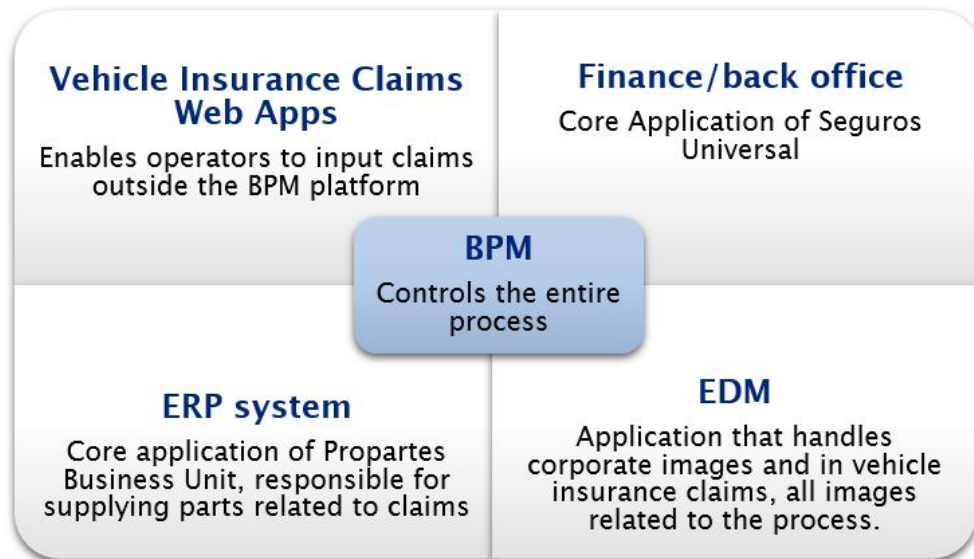 Vehicle Insurance Claims
Web Apps
Enables operators to input claims
outside the BPM platform
Finance/back office
Core Application of Seguros
Universal
BPM
Controls the entire
process
ERP system
Core application of Propartes
Business Unit, responsible for
supplying parts related to claims
EDM
Application that handles
corporate images and in vehicle
insurance claims, all images
related to the process.